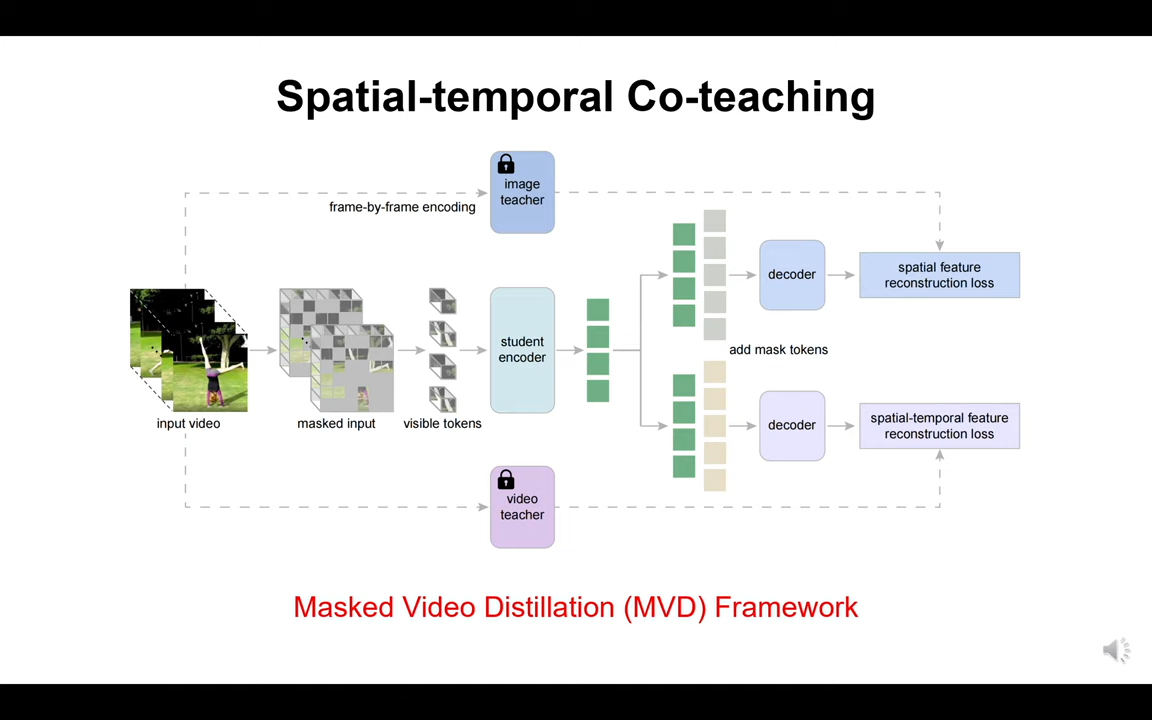 Spatial-temporal Co-teaching
image
teacher
frame-by-frame encoding
decoder
spatial feature
reconstruction loss
student
encoder
add mask tokens
input video
masked input
visible tokens
decoder
spatial-temporal feature
reconstruction loss
video
teacher
Masked Video Distillation (MVD) Framework